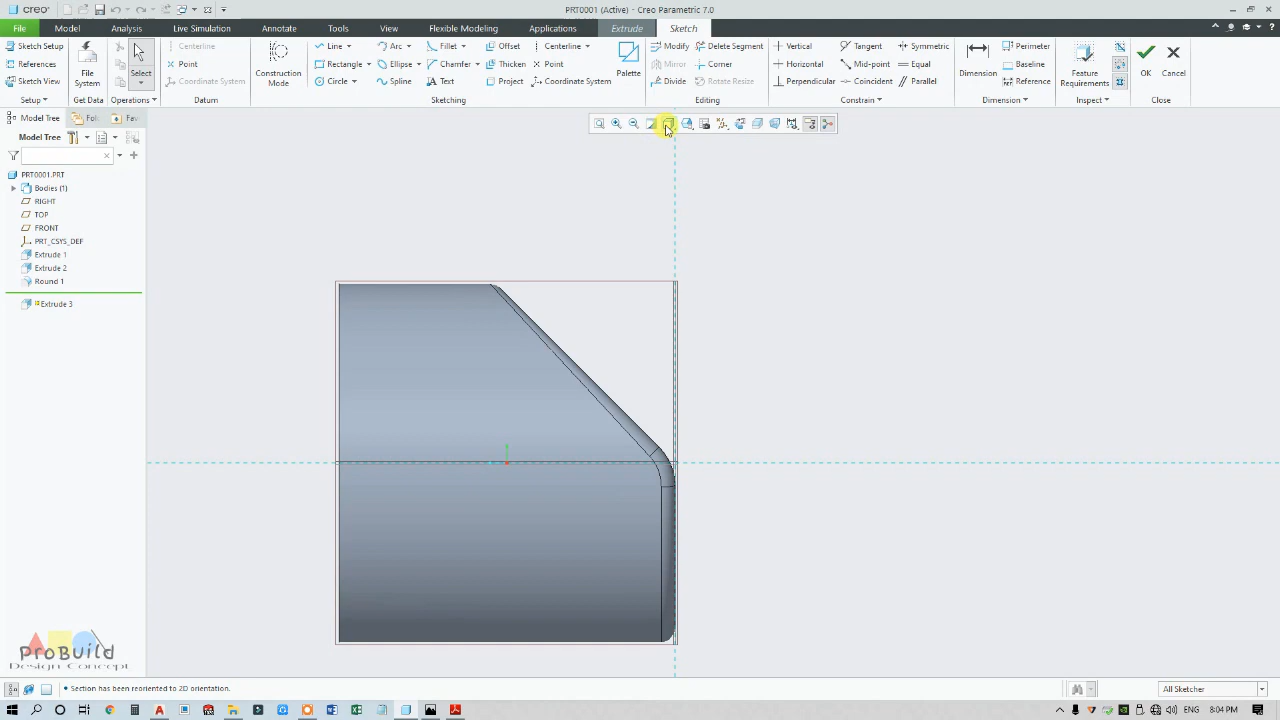 creo
PRT0001 (Active) - Creo Parametric 7.0
File Model Analysis Live Simulation Annotate Tools View Flexible Modeling Applications Extrude Sketch
Sketch Setup
References
Sketch View
Setup
File
System
Get Data
Select
Operations
Centerline
Point
Coordinate System
Datum
Construction
Mode
Line
Rectangle
Circle
Arc
Ellipse
Spline
Fillet
Chamfer
Text
Offset
Thicken
Project
Centerline
Point
Coordinate System
Palette
Sketching
Modify
Mirror
Divide
Delete Segment
Corner
Rotate Resize
Editing
Vertical
Horizontal
Perpendicular
Tangent
Mid-point
Coincident
Symmetric
Equal
Parallel
Constrain
Dimension
Perimeter
Baseline
Reference
Dimension
Feature
Requirements
Inspect
OK
Cancel
Close
Model Tree Fol Fav
Model Tree
PRT0001.PRT
Bodies (1)
RIGHT
TOP
FRONT
PRT_CSYS_DEF
Extrude 1
Extrude 2
Round 1
Extrude 3
ProBuild
Design Concept
• Section has been reoriented to 2D orientation.
All Sketcher
ENG 8:04 PM